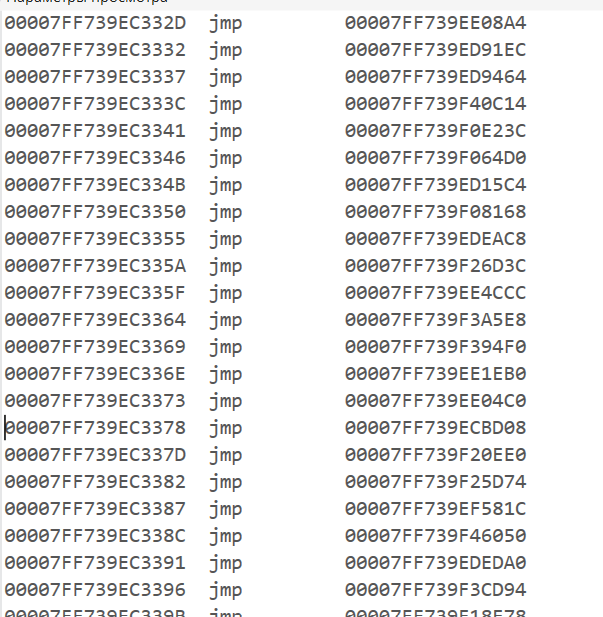 Параметры просмотра
00007FF739EC332D jmp 00007FF739EE08A4
00007FF739EC3332 jmp 00007FF739ED91EC
00007FF739EC3337 jmp 00007FF739ED9464
00007FF739EC333C jmp 00007FF739F40C14
00007FF739EC3341 jmp 00007FF739F0E23C
00007FF739EC3346 jmp 00007FF739F064D0
00007FF739EC334B jmp 00007FF739ED15C4
00007FF739EC3350 jmp 00007FF739F08168
00007FF739EC3355 jmp 00007FF739EDEAC8
00007FF739EC335A jmp 00007FF739F26D3C
00007FF739EC335F jmp 00007FF739EE4CCC
00007FF739EC3364 jmp 00007FF739F3A5E8
00007FF739EC3369 jmp 00007FF739F394F0
00007FF739EC336E jmp 00007FF739EE1EB0
00007FF739EC3373 jmp 00007FF739EE04C0
00007FF739EC3378 jmp 00007FF739ECBD08
00007FF739EC337D jmp 00007FF739F20EE0
00007FF739EC3382 jmp 00007FF739F25D74
00007FF739EC3387 jmp 00007FF739EF581C
00007FF739EC338C jmp 00007FF739F46050
00007FF739EC3391 jmp 00007FF739EDEDA0
00007FF739EC3396 jmp 00007FF739F3CD94
00007FF739EC339B jmp 00007FF739F18F78